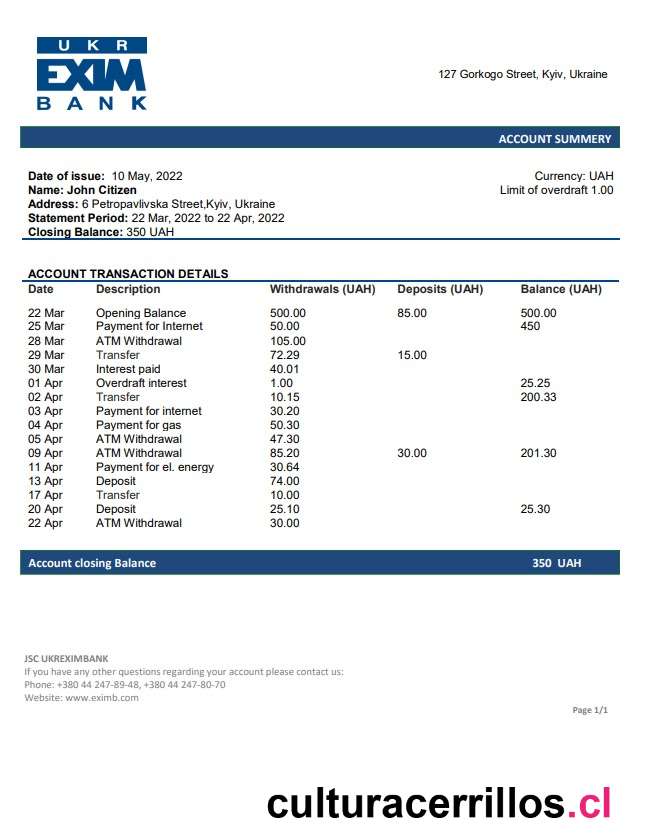 UKR
EXIM
BANK
127 Gorkogo Street, Kyiv, Ukraine
ACCOUNT SUMMERY
Date of issue: 10 May, 2022 Currency: UAH
Name: John Citizen Limit of overdraft 1.00
Address: 6 Petropavlivska Street,Kyiv, Ukraine
Statement Period: 22 Mar, 2022 to 22 Apr, 2022
Closing Balance: 350 UAH
ACCOUNT TRANSACTION DETAILS
Date Description Withdrawals (UAH) Deposits (UAH) Balance (UAH)
22 Mar Opening Balance 500.00 85.00 500.00
25 Mar Payment for Internet 50.00 450
28 Mar ATM Withdrawal 105.00
29 Mar Transfer 72.29 15.00
30 Mar Interest paid 40.01
01 Apr Overdraft interest 1.00 25.25
02 Apr Transfer 10.15 200.33
03 Apr Payment for internet 30.20
04 Apr Payment for gas 50.30
05 Apr ATM Withdrawal 47.30
09 Apr ATM Withdrawal 85.20 30.00 201.30
11 Apr Payment for el. energy 30.64
13 Apr Deposit 74.00
17 Apr Transfer 10.00
20 Apr Deposit 25.10 25.30
22 Apr ATM Withdrawal 30.00
Account closing Balance 350 UAH
JSC UKREXIMBANK
If you have any other questions regarding your account please contact us:
Phone: +380 44 247-89-48, +380 44 247-80-70
Website: www.eximb.com
Page 1/1
culturacerrillos.cl